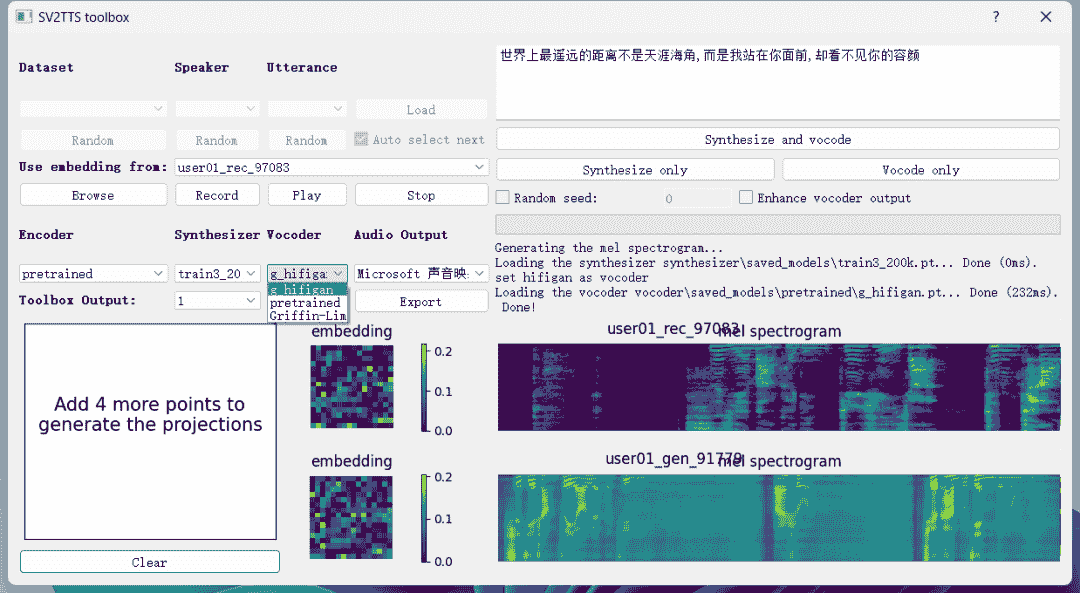 SV2TTS toolbox
?
Dataset
Speaker
Utterance
Load
Random
Random
Random
Auto select next
Use embedding from:
user01_rec_97083
Browse
Record
Play
Stop
Encoder
Synthesizer
Vocoder
Audio Output
pretrained
train3_20
g_hifiga
Microsoft 声音映
g_hifigan
pretrained
Griffin-Lim
Toolbox Output:
1
Export
Add 4 more points to
generate the projections
Clear
世界上最遥远的距离不是天涯海角,而是我站在你面前,却看不见你的容颜
Synthesize and vocode
Synthesize only
Vocode only
Random seed:
0
Enhance vocoder output
Generating the mel spectrogram...
Loading the synthesizer synthesizer\saved_models\train3_200k.pt... Done (0ms).
set hifigan as vocoder
Loading the vocoder vocoder\saved_models\pretrained\g_hifigan.pt... Done (232ms).
Done!
embedding
0.2
0.1
0.0
user01_rec_97083
mel spectrogram
embedding
0.2
0.1
0.0
user01_gen_91779
mel spectrogram